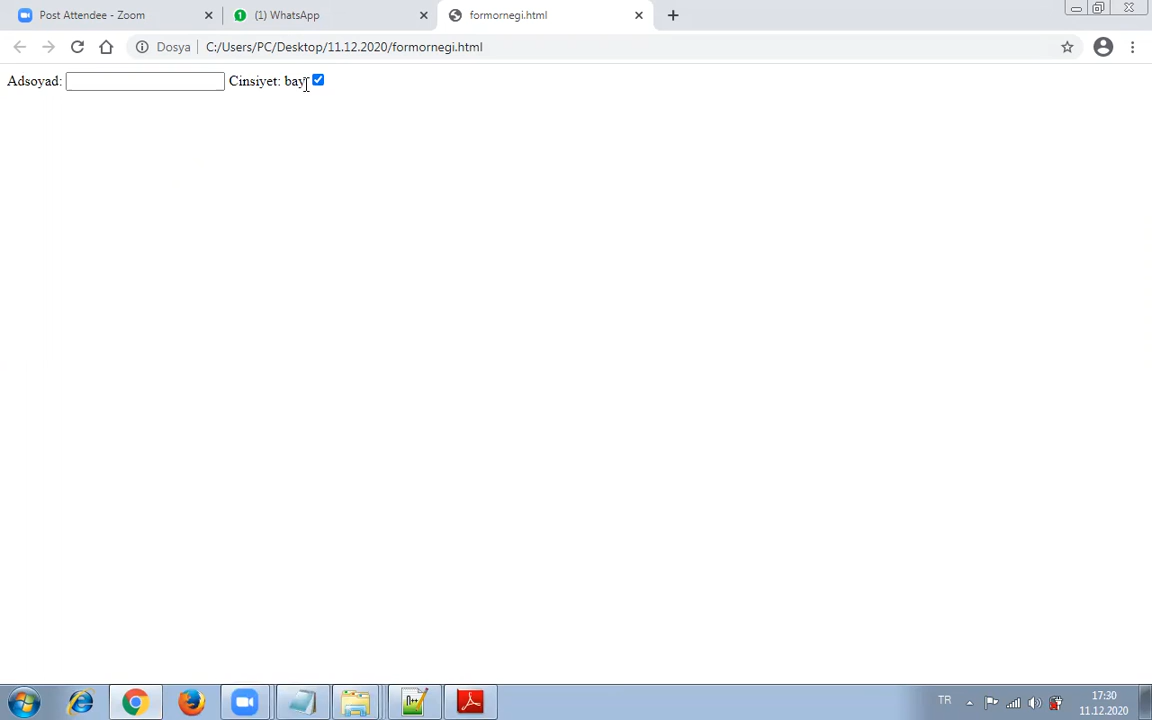 Post Attendee - Zoom
(1) WhatsApp
formornegi.html
Dosya C:/Users/PC/Desktop/11.12.2020/formornegi.html
Adsoyad: Cinsiyet: bay
TR
17:30
11.12.2020